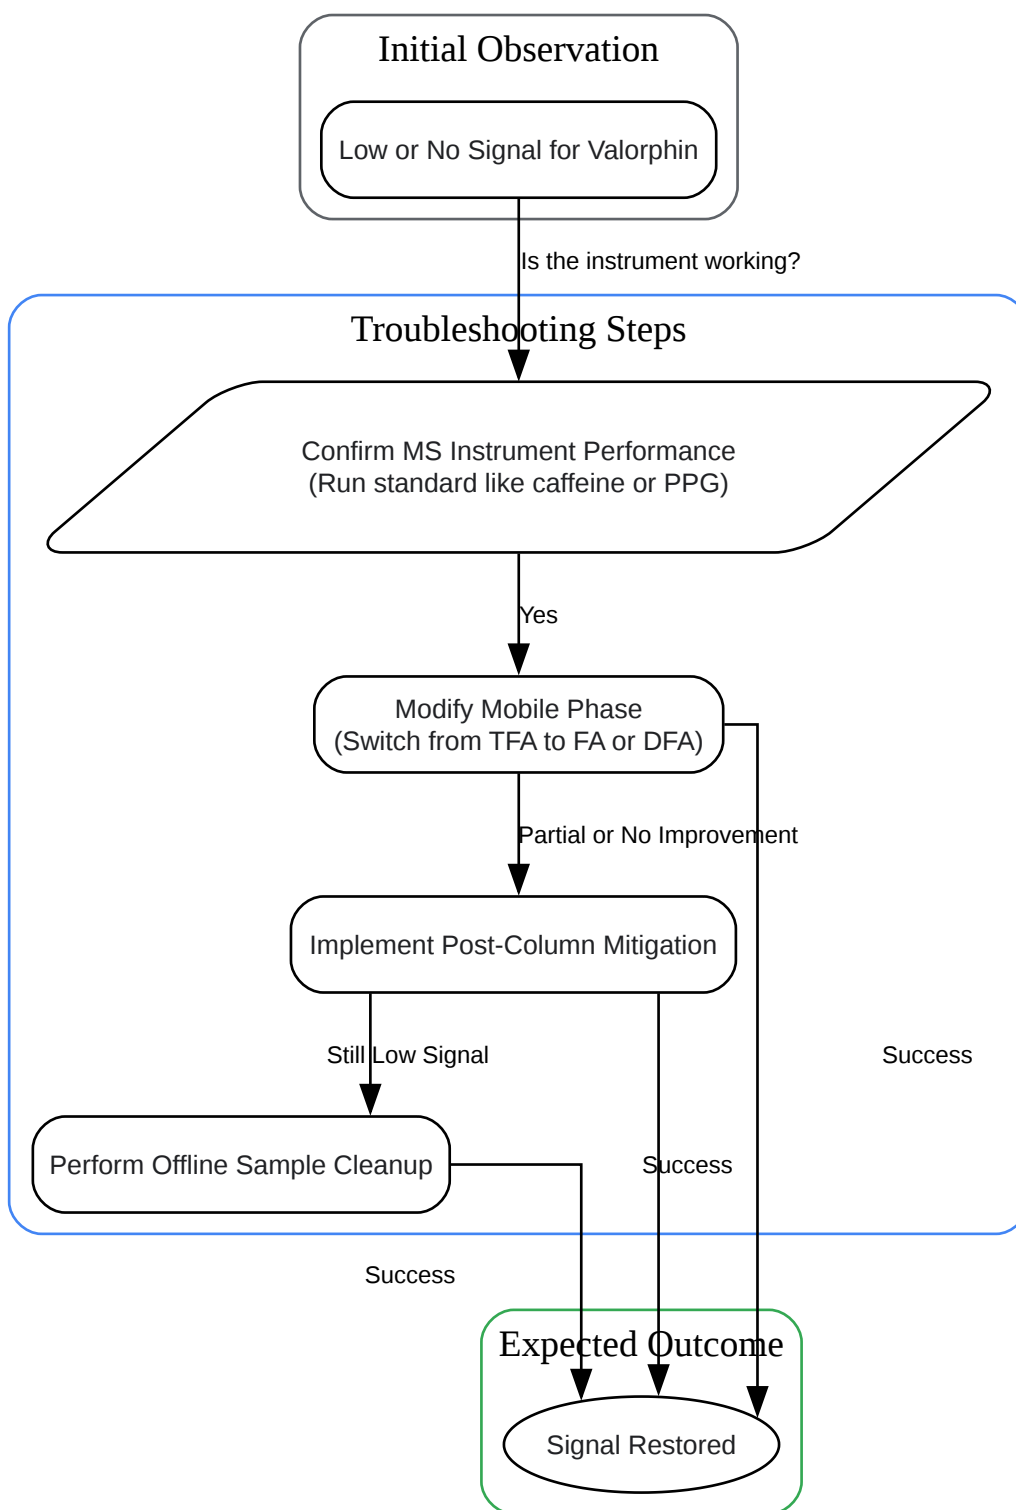 Initial Observation
Low or No Signal for Valorphin
Is the instrument working?
Troubleshooting Steps
Confirm MS Instrument Performance
(Run standard like caffeine or PPG)
Yes
Modify Mobile Phase
(Switch from TFA to FA or DFA)
Partial or No Improvement
Implement Post-Column Mitigation
Still Low Signal
Success
Perform Offline Sample Cleanup
Success
Success
Expected Outcome
Signal Restored